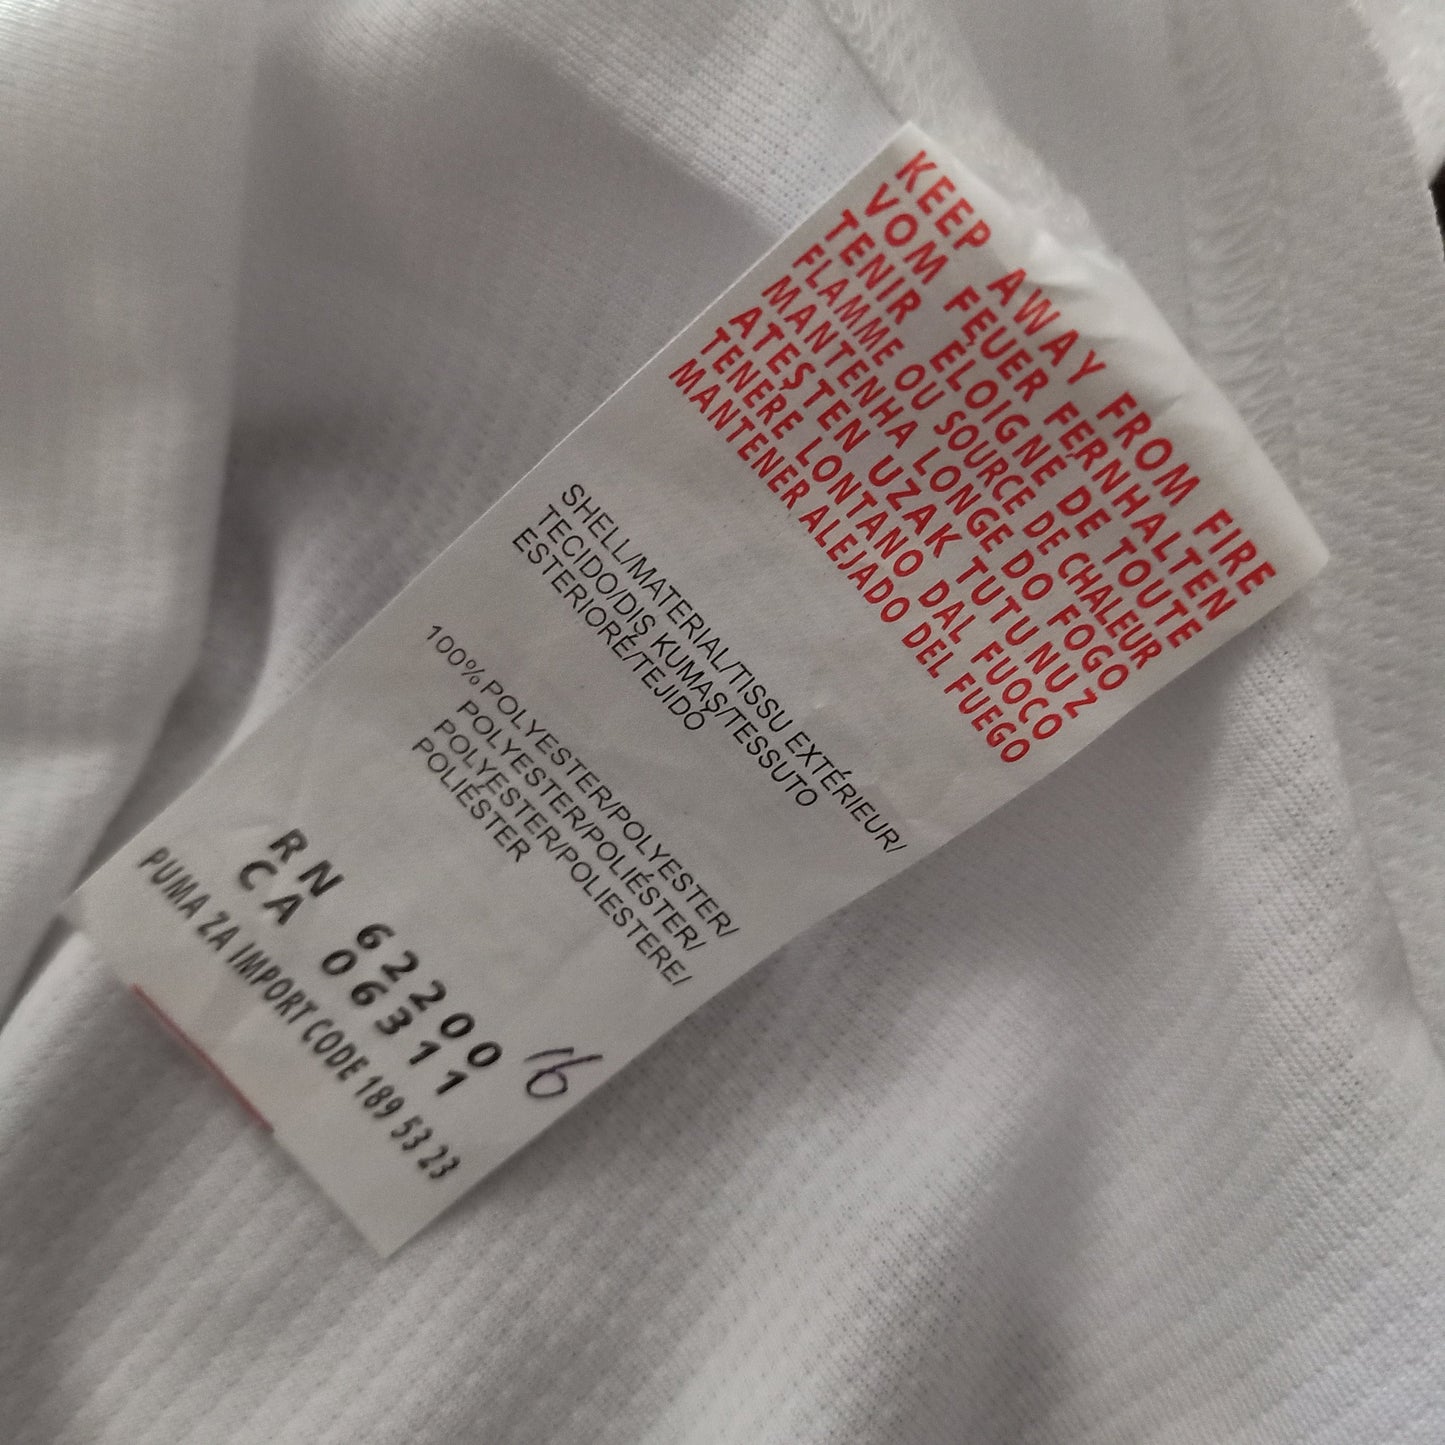 KEEP AWAY FROM FIRE
VOM FEUER FERNHALTEN
TENIR ÉLOIGNÉ DE TOUTE
FLAMME OU SOURCE DE CHALEUR
MANTENHA LONGE DO FOGO
ATEŞTEN UZAK TUTUNUZ
TENERE LONTANO DAL FUOCO
MANTENER ALEJADO DEL FUEGO
SHELL/MATERIAL/TISSU EXTÉRIEUR/
TECIDO/DIŞ KUMAŞ/TESSUTO
ESTERIORE/TEJIDO
100% POLYESTER/POLYESTER/
POLYESTER/POLIÉSTER/
POLYESTER/POLIESTERE/
POLIÉSTER
RN 62200
CA 06311
PUMA ZA IMPORT CODE 189 53 23
16